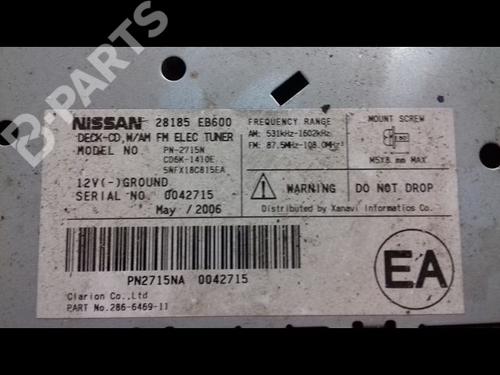 B-PARTS
NISSAN 28185 EB600
DECK-CD, W/AM FM ELEC TUNER
MODEL NO PN-2715N
CD6K-1410E
5NFX18C815EA
12V(-)GROUND
SERIAL NO. 0042715
May /2006
FREQUENCY RANGE
AM: 531kHz-1602kHz
FM: 87.5MHz-108.0MHz
MOUNT SCREW
M5X8 mm MAX
WARNING
DO NOT DROP
Distributed by Xanavi Informatics Co.
PN2715NA 0042715
Clarion Co.,Ltd
PART No.286-6469-11
EA